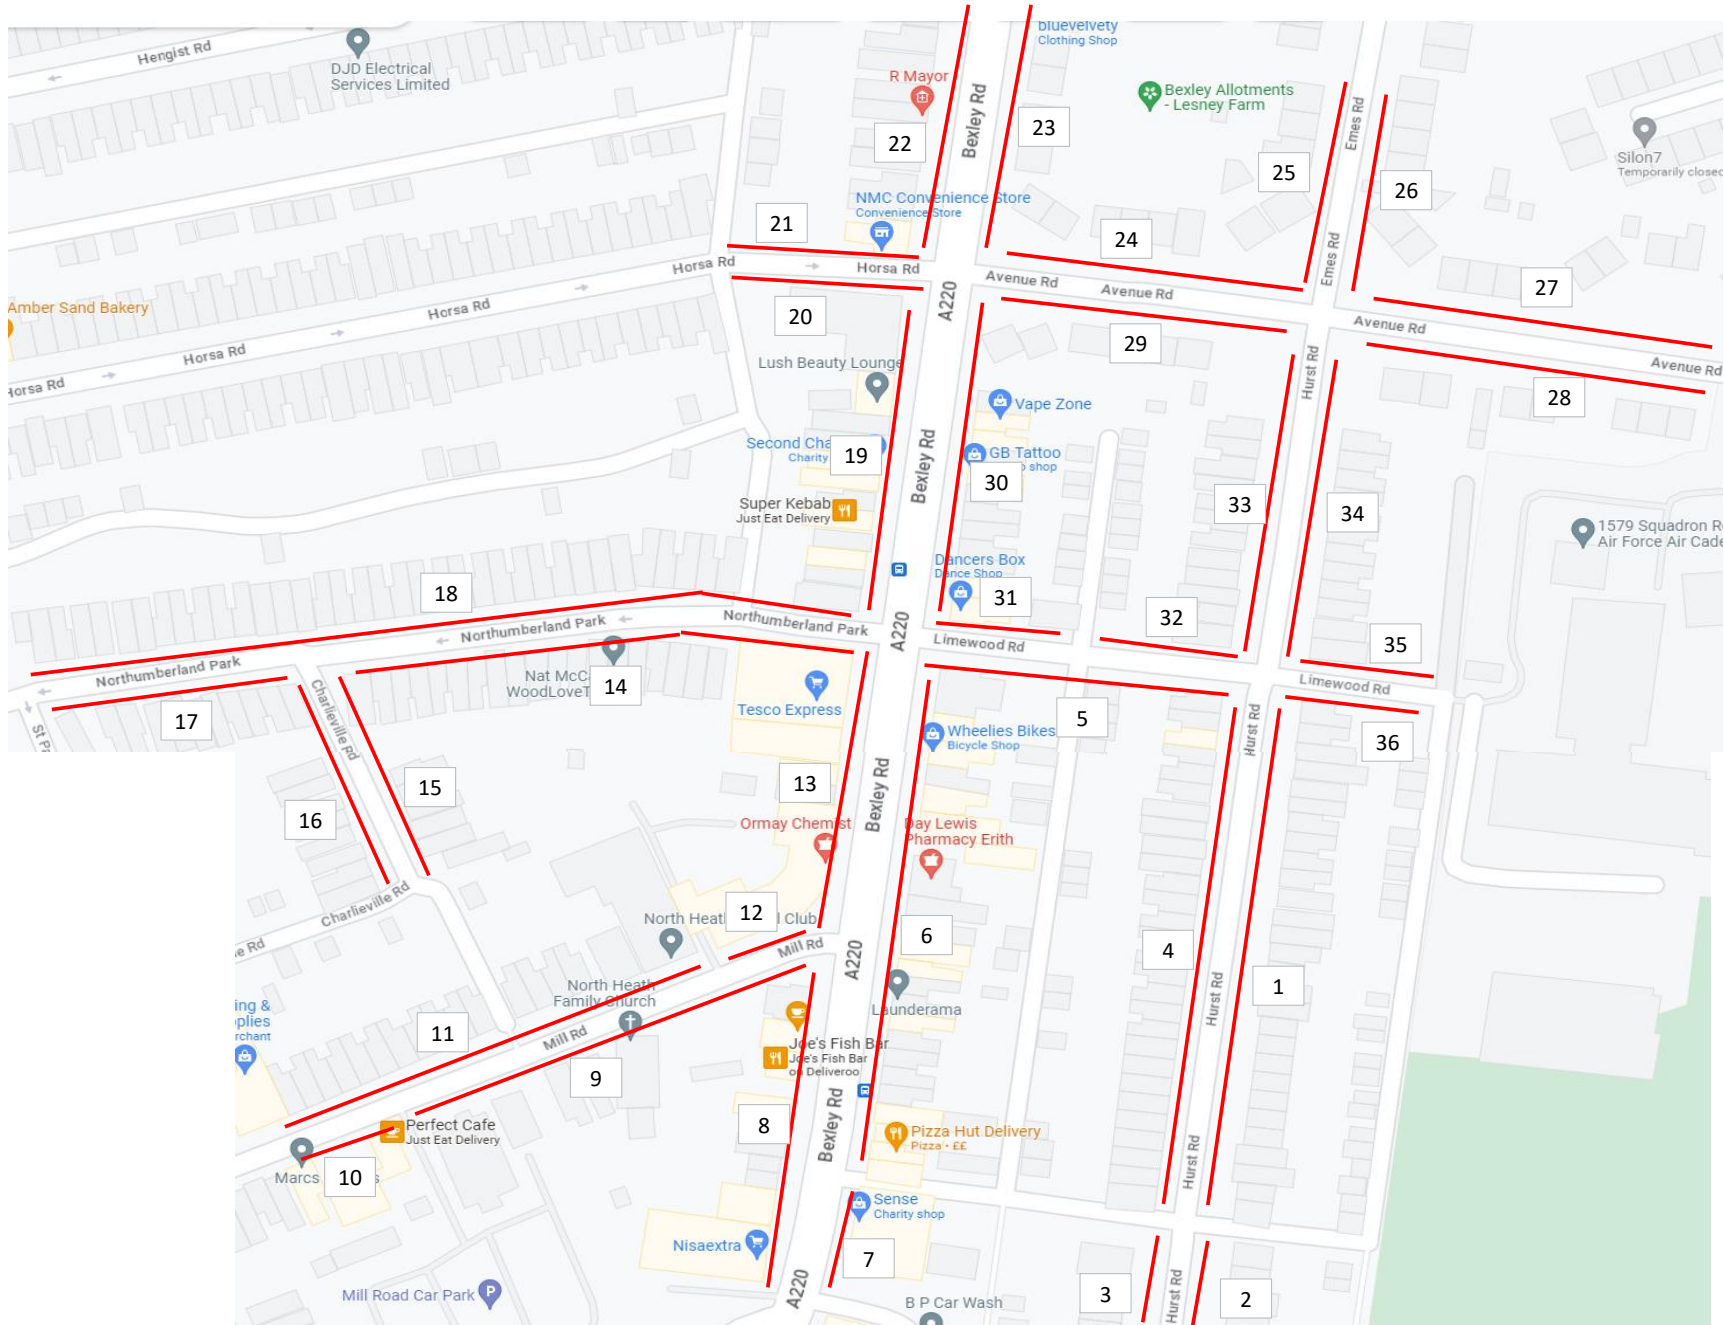 Hengist Rd
DJD Electrical
Services Limited
bluevelvety
Clothing Shop
R Mayor
Bexley Rd
23
22
Bexley Allotments
- Lesney Farm
Emes Rd
25
26
Silon7
Temporarily closed
NMC Convenience Store
Convenience Store
21
24
Horsa Rd
Horsa Rd
Avenue Rd
Avenue Rd
Emes Rd
27
Amber Sand Bakery
Horsa Rd
Horsa Rd
Horsa Rd
20
A220
29
Avenue Rd
Avenue Rd
28
Lush Beauty Lounge
Hurst Rd
Vape Zone
Second Cha
Charity
19
Bexley Rd
GB Tattoo
shop
30
Super Kebab
Just Eat Delivery
33
34
1579 Squadron R
Air Force Air Cade
Dancers Box
Dance Shop
18
31
32
Northumberland Park
Northumberland Park
A220
Limewood Rd
35
Northumberland Park
Nat McC
WoodLoveT
14
Tesco Express
Limewood Rd
17
St Pa
Charlieville Rd
Wheelies Bikes
Bicycle Shop
5
Hurst Rd
36
15
16
13
Bexley Rd
Ormay Chemist
Day Lewis
Pharmacy Erith
Charlieville Rd
North Heat
12
l Club
6
4
Mill Rd
A220
e Rd
North Heath
Family Church
Launderama
Hurst Rd
1
ing &
plies
rchant
11
Mill Rd
9
Joe's Fish Bar
Joe's Fish Bar
on Deliveroo
8
Bexley Rd
Perfect Cafe
Just Eat Delivery
Pizza Hut Delivery
Pizza • ££
Hurst Rd
Marcs
10
s
Sense
Charity shop
Nisaextra
7
Mill Road Car Park
P
A220
B P Car Wash
3
Hurst Rd
2